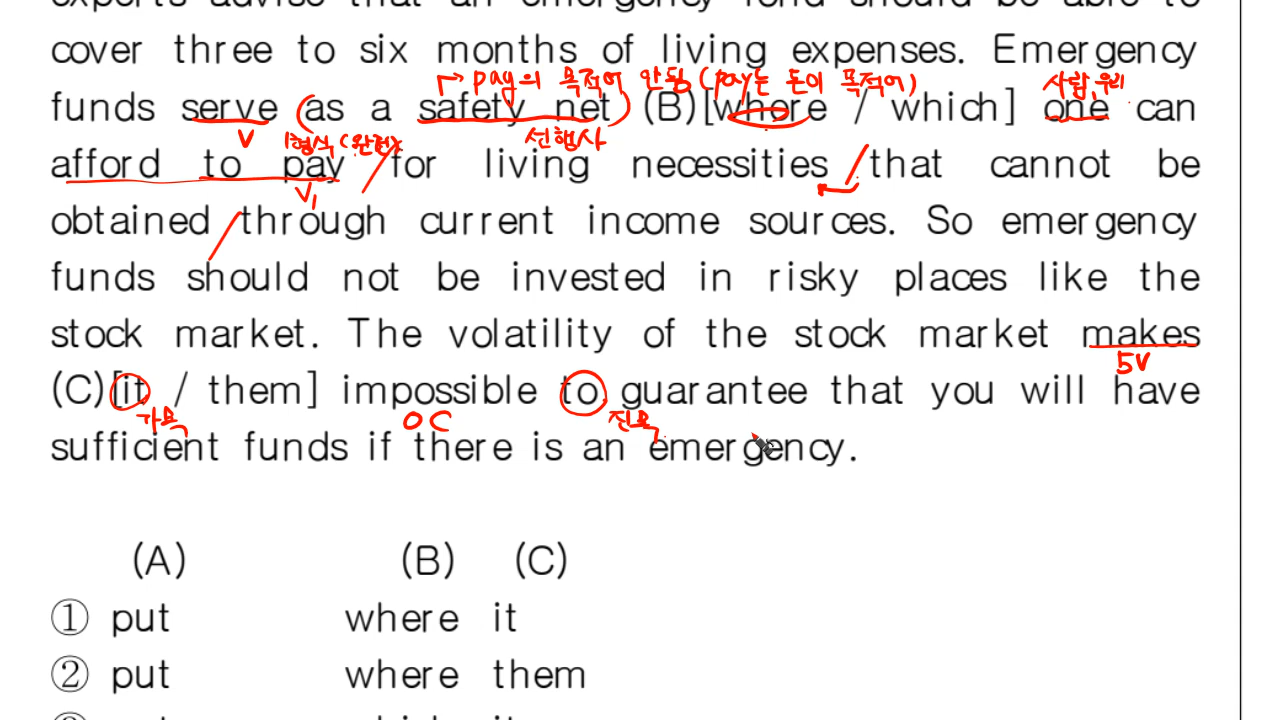 experts advise that an emergency fund should be able to
cover three to six months of living expenses. Emergency
pay의 목적어 안됨 (pay는 돈이 목적어) 사람, 우리
funds serve (as a safety net) (B)[where / which] one can
V 1형식 (완전) 선행사
afford to pay / for living necessities / that cannot be
V1
obtained / through current income sources. So emergency
funds should not be invested in risky places like the
stock market. The volatility of the stock market makes
5V
(C)[it / them] impossible to guarantee that you will have
가목 OC 진목
sufficient funds if there is an emergency.
(A) (B) (C)
① put where it
② put where them